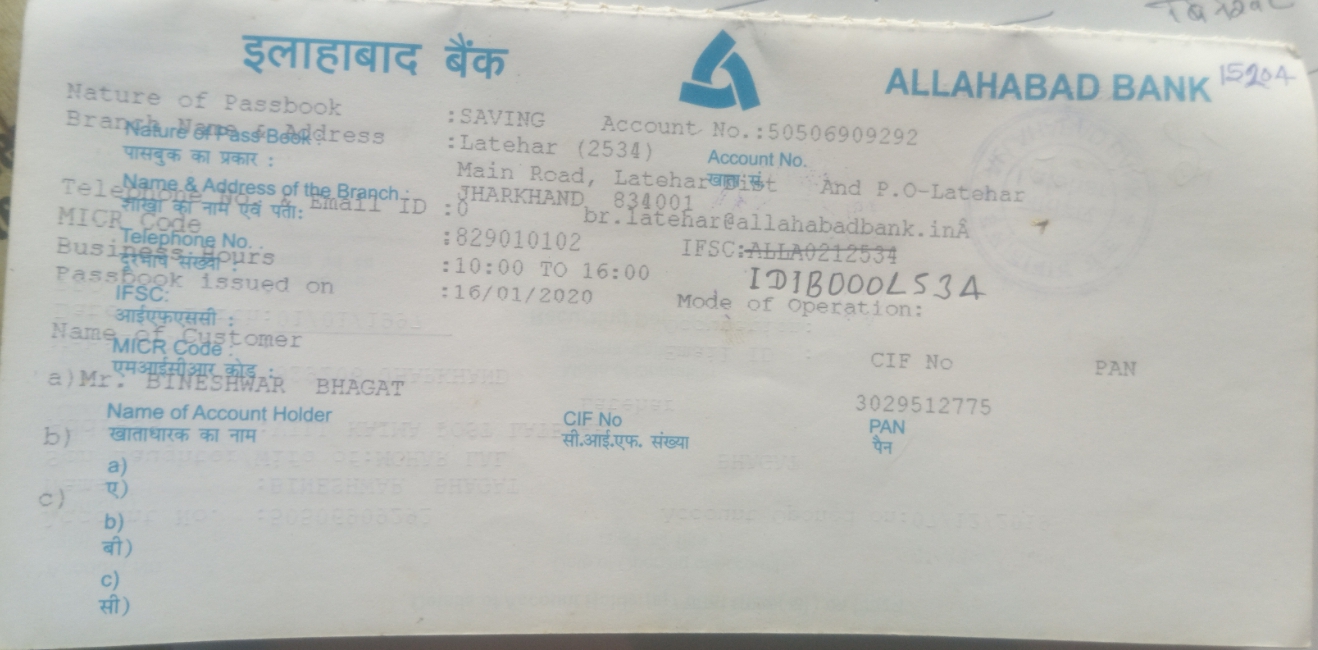 इलाहाबाद बैंक
ALLAHABAD BANK 15204
Nature of Passbook :SAVING Account No.:50506909292
Branch Name & Address :Latehar (2534)
Nature of Pass Book :
Account No.
पासबुक का प्रकार :
खाता सं
Main Road, Latehar Dist And P.O-Latehar
Name & Address of the Branch :
JHARKHAND 834001
Telephone No. & Email ID :0 br.latehar@allahabadbank.inÂ
शाखा का नाम एवं पता:
MICR Code :829010102 IFSC:ALLA0212534
Telephone No.
Business Hours :10:00 TO 16:00
दूरभाष संख्या :
IDIB000L534
Passbook issued on :16/01/2020 Mode of Operation:
IFSC:
आईएफएससी :
Name of Customer CIF No PAN
MICR Code :
एमआईसीआर कोड :
a)Mr. BINESHWAR BHAGAT 3029512775
Name of Account Holder CIF No PAN
खाताधारक का नाम सी.आई.एफ. संख्या पैन
b)
a)
ए)
c)
b)
बी)
c)
सी)